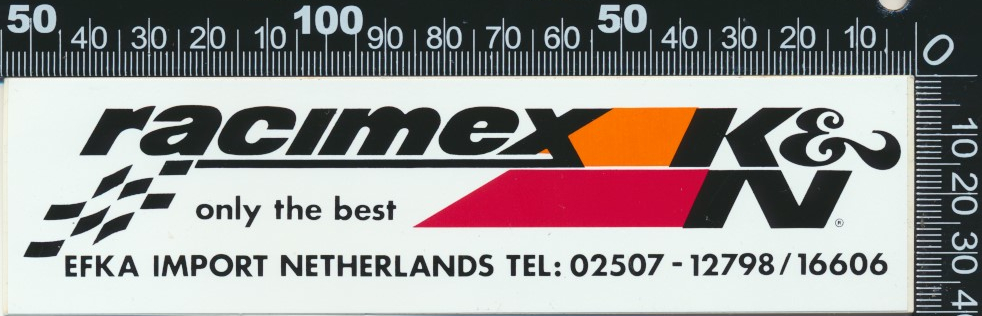 50 40 30 20 10 100 90 80 70 60 50 40 30 20 10 0
racimex K&
N®
only the best
EFKA IMPORT NETHERLANDS TEL: 02507 - 12798/16606
10 20 30 40